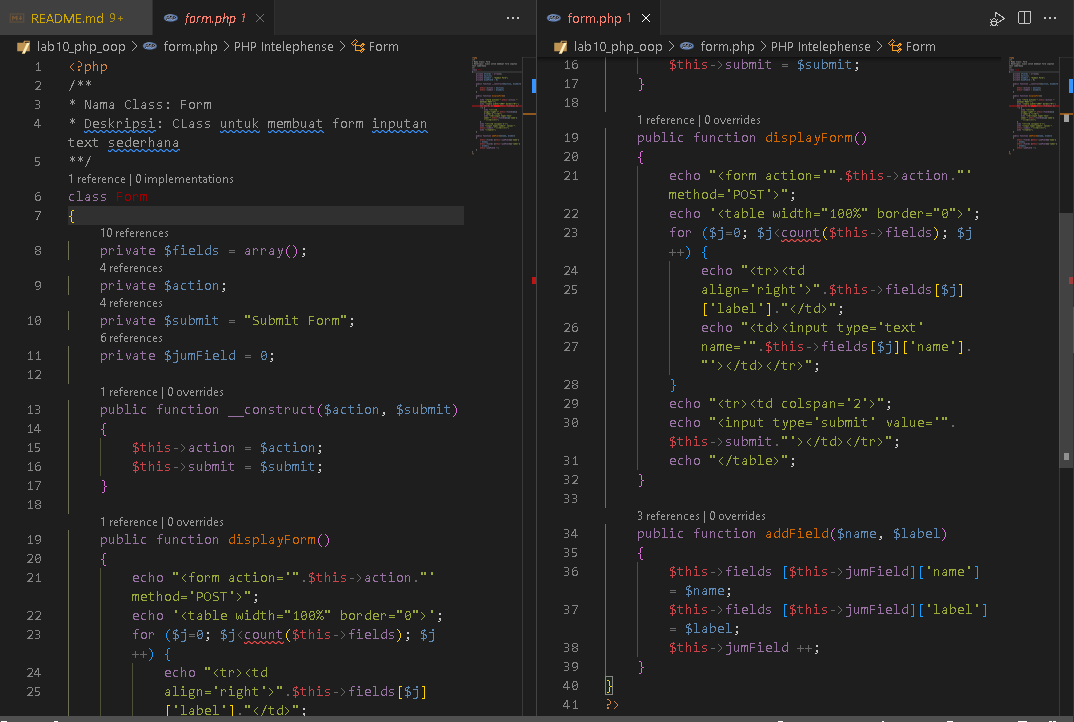 README.md 9+ form.php 1
lab10_php_oop > form.php > PHP Intelephense > Form
1 <?php
2 /**
3 * Nama Class: Form
4 * Deskripsi: CLass untuk membuat form inputan
text sederhana
5 **/
1 reference | 0 implementations
6 class Form
7 {
10 references
8 private $fields = array();
4 references
9 private $action;
4 references
10 private $submit = "Submit Form";
6 references
11 private $jumField = 0;
12
1 reference | 0 overrides
13 public function __construct($action, $submit)
14 {
15 $this->action = $action;
16 $this->submit = $submit;
17 }
18
1 reference | 0 overrides
19 public function displayForm()
20 {
21 echo "<form action='".$this->action."'
method='POST'>";
22 echo '<table width="100%" border="0">';
23 for ($j=0; $j<count($this->fields); $j
++) {
24 echo "<tr><td
25 align='right'>".$this->fields[$j]
['label']."</td>";
form.php 1
lab10_php_oop > form.php > PHP Intelephense > Form
16 $this->submit = $submit;
17 }
18
1 reference | 0 overrides
19 public function displayForm()
20 {
21 echo "<form action='".$this->action."'
method='POST'>";
22 echo '<table width="100%" border="0">';
23 for ($j=0; $j<count($this->fields); $j
++) {
24 echo "<tr><td
25 align='right'>".$this->fields[$j]
['label']."</td>";
26 echo "<td><input type='text'
27 name='".$this->fields[$j]['name'].
"'></td></tr>";
28 }
29 echo "<tr><td colspan='2'>";
30 echo "<input type='submit' value='".
$this->submit."'></td></tr>";
31 echo "</table>";
32 }
33
3 references | 0 overrides
34 public function addField($name, $label)
35 {
36 $this->fields [$this->jumField]['name']
= $name;
37 $this->fields [$this->jumField]['label']
= $label;
38 $this->jumField ++;
39 }
40 }
41 ?>